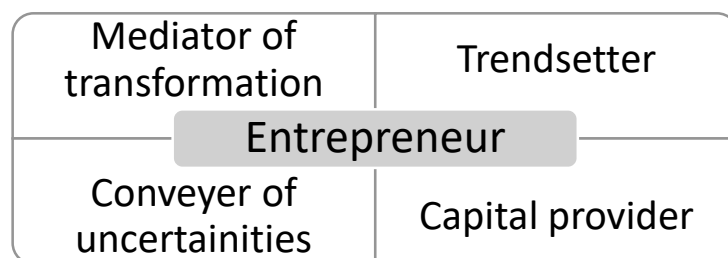 Mediator of
transformation
Trendsetter
Entrepreneur
Conveyer of
uncertainities
Capital provider